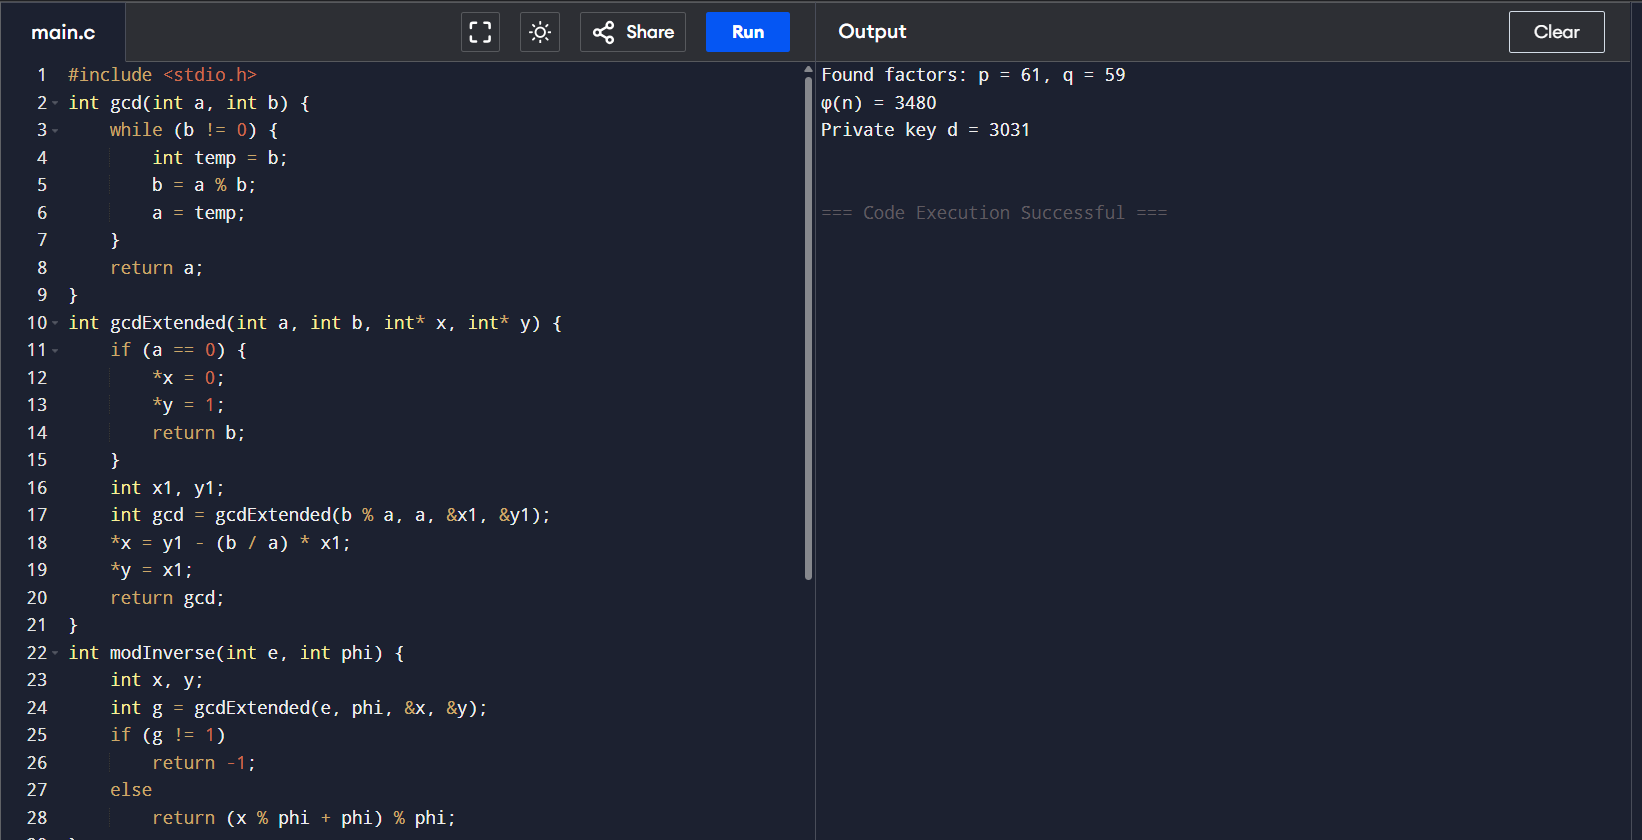 main.c
Share
Run
Output
Clear
1 #include <stdio.h>
2 int gcd(int a, int b) {
3     while (b != 0) {
4         int temp = b;
5         b = a % b;
6         a = temp;
7     }
8     return a;
9 }
10 int gcdExtended(int a, int b, int* x, int* y) {
11     if (a == 0) {
12         *x = 0;
13         *y = 1;
14         return b;
15     }
16     int x1, y1;
17     int gcd = gcdExtended(b % a, a, &x1, &y1);
18     *x = y1 - (b / a) * x1;
19     *y = x1;
20     return gcd;
21 }
22 int modInverse(int e, int phi) {
23     int x, y;
24     int g = gcdExtended(e, phi, &x, &y);
25     if (g != 1)
26         return -1;
27     else
28         return (x % phi + phi) % phi;
Found factors: p = 61, q = 59
φ(n) = 3480
Private key d = 3031
=== Code Execution Successful ===